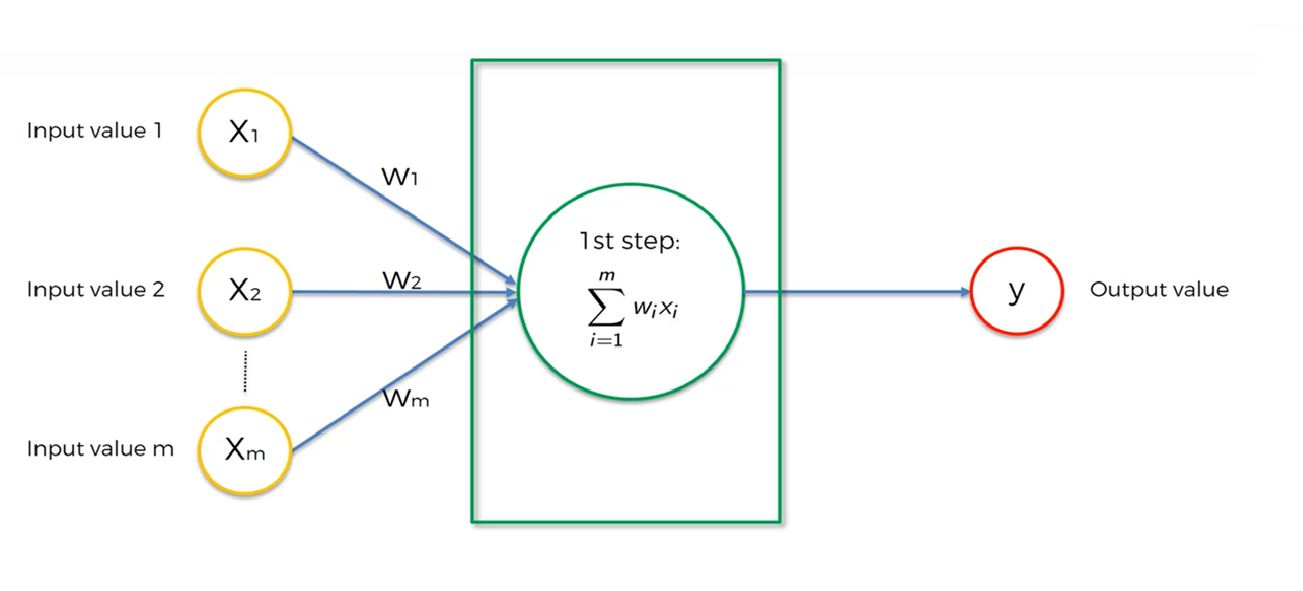 Input value 1
X₁
W₁
Input value 2
X₂
W₂
Input value m
Xₘ
Wₘ
1st step:
m
∑ wᵢxᵢ
i=1
y
Output value